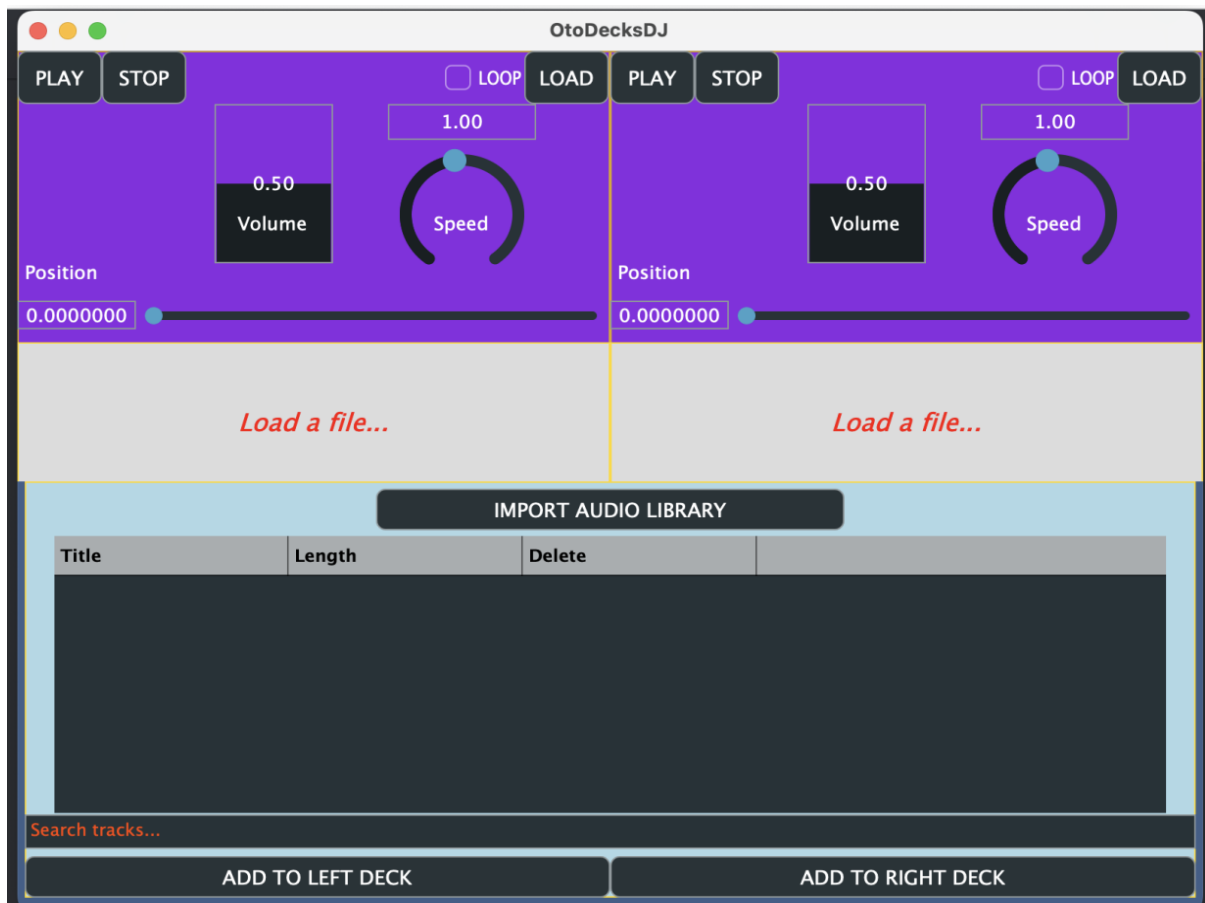 OtoDecksDJ
PLAY STOP LOOP LOAD PLAY STOP LOOP LOAD
1.00 1.00
0.50 0.50
Volume Speed Volume Speed
Position Position
0.0000000 0.0000000
Load a file... Load a file...
IMPORT AUDIO LIBRARY
Title Length Delete
Search tracks...
ADD TO LEFT DECK ADD TO RIGHT DECK